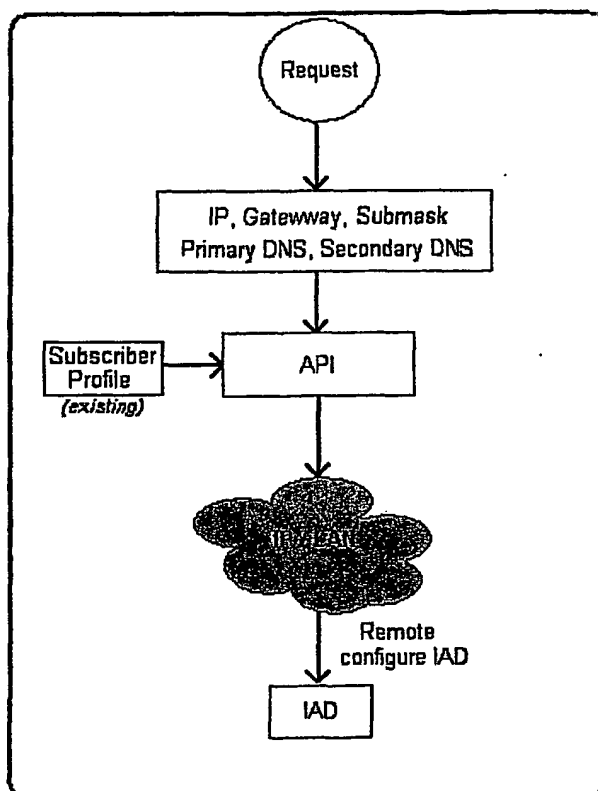 Request
IP, Gatewway, Submask
Primary DNS, Secondary DNS
Subscriber
Profile
(existing)
API
Remote
configure IAD
IAD